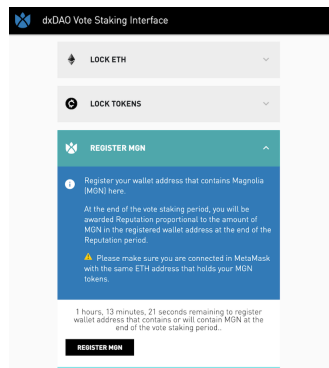 dxDAO Vote Staking Interface
LOCK ETH
LOCK TOKENS
REGISTER MGN
Register your wallet address that contains Magnolia
(MGN) here.
At the end of the vote staking period, you will be
awarded Reputation proportional to the amount of
MGN in the registered wallet address at the end of the
Reputation period.
Please make sure you are connected in MetaMask
with the same ETH address that holds your MGN
tokens.
1 hours, 13 minutes, 21 seconds remaining to register
wallet address that contains or will contain MGN at the
end of the vote staking period..
REGISTER MGN